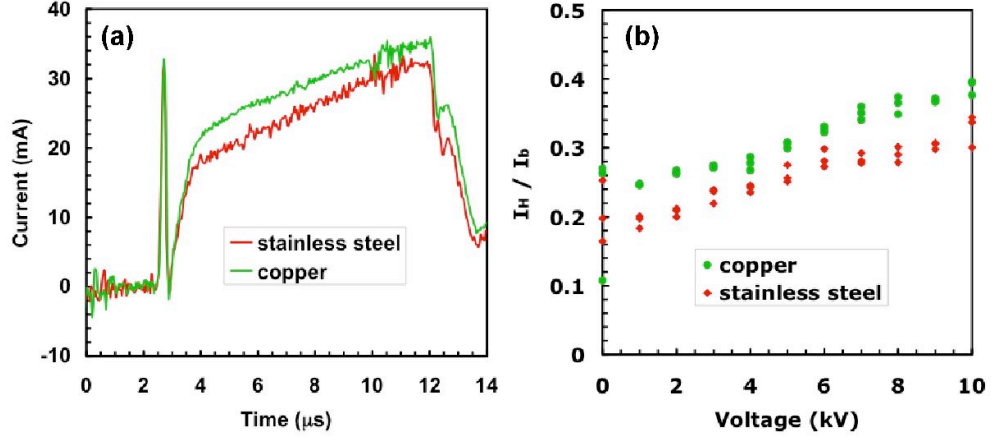 (a)
Current (mA)
40
30
20
10
0
-10
stainless steel
copper
0 2 4 6 8 10 12 14
Time (μs)
(b)
I_H / I_b
0.5
0.4
0.3
0.2
0.1
0
copper
stainless steel
0 2 4 6 8 10
Voltage (kV)